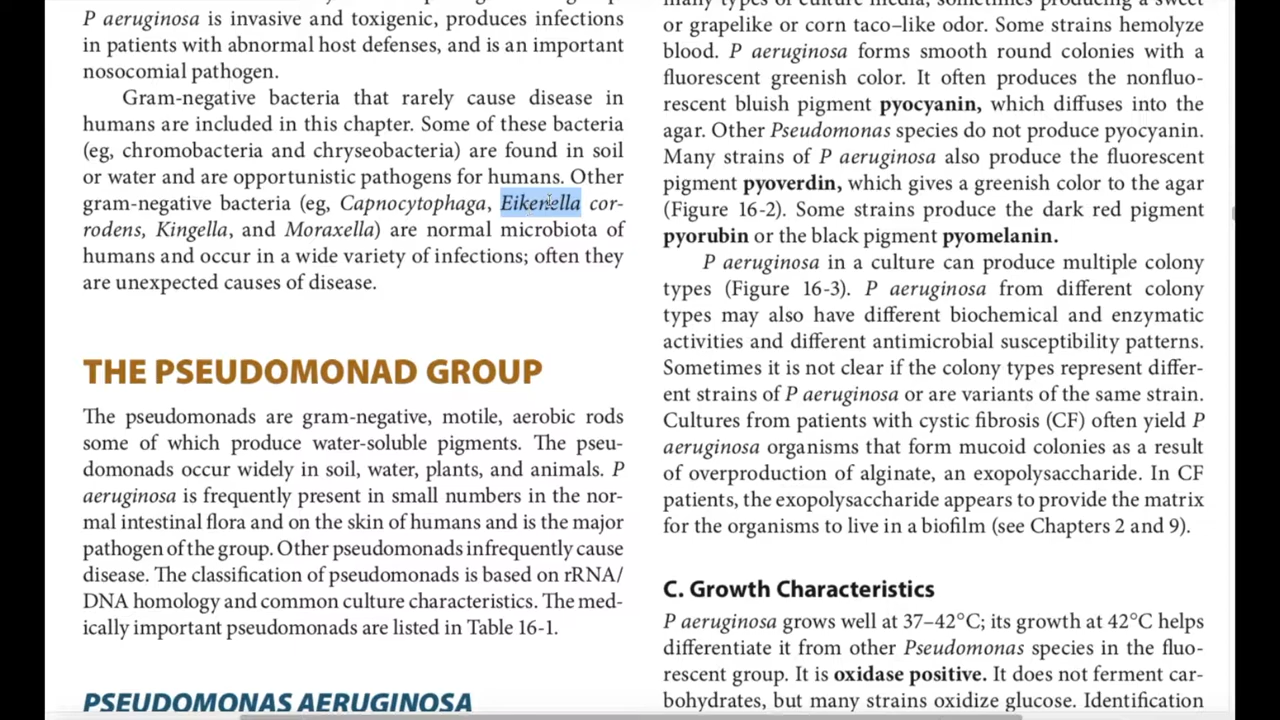 P aeruginosa is invasive and toxigenic, produces infections
in patients with abnormal host defenses, and is an important
nosocomial pathogen.
Gram-negative bacteria that rarely cause disease in
humans are included in this chapter. Some of these bacteria
(eg, chromobacteria and chryseobacteria) are found in soil
or water and are opportunistic pathogens for humans. Other
gram-negative bacteria (eg, Capnocytophaga, Eikenella cor-
rodens, Kingella, and Moraxella) are normal microbiota of
humans and occur in a wide variety of infections; often they
are unexpected causes of disease.
THE PSEUDOMONAD GROUP
The pseudomonads are gram-negative, motile, aerobic rods
some of which produce water-soluble pigments. The pseu-
domonads occur widely in soil, water, plants, and animals. P
aeruginosa is frequently present in small numbers in the nor-
mal intestinal flora and on the skin of humans and is the major
pathogen of the group. Other pseudomonads infrequently cause
disease. The classification of pseudomonads is based on rRNA/
DNA homology and common culture characteristics. The med-
ically important pseudomonads are listed in Table 16-1.
PSEUDOMONAS AERUGINOSA
many types of culture media, sometimes producing a sweet
or grapelike or corn taco–like odor. Some strains hemolyze
blood. P aeruginosa forms smooth round colonies with a
fluorescent greenish color. It often produces the nonfluo-
rescent bluish pigment pyocyanin, which diffuses into the
agar. Other Pseudomonas species do not produce pyocyanin.
Many strains of P aeruginosa also produce the fluorescent
pigment pyoverdin, which gives a greenish color to the agar
(Figure 16-2). Some strains produce the dark red pigment
pyorubin or the black pigment pyomelanin.
P aeruginosa in a culture can produce multiple colony
types (Figure 16-3). P aeruginosa from different colony
types may also have different biochemical and enzymatic
activities and different antimicrobial susceptibility patterns.
Sometimes it is not clear if the colony types represent differ-
ent strains of P aeruginosa or are variants of the same strain.
Cultures from patients with cystic fibrosis (CF) often yield P
aeruginosa organisms that form mucoid colonies as a result
of overproduction of alginate, an exopolysaccharide. In CF
patients, the exopolysaccharide appears to provide the matrix
for the organisms to live in a biofilm (see Chapters 2 and 9).
C. Growth Characteristics
P aeruginosa grows well at 37–42°C; its growth at 42°C helps
differentiate it from other Pseudomonas species in the fluo-
rescent group. It is oxidase positive. It does not ferment car-
bohydrates, but many strains oxidize glucose. Identification